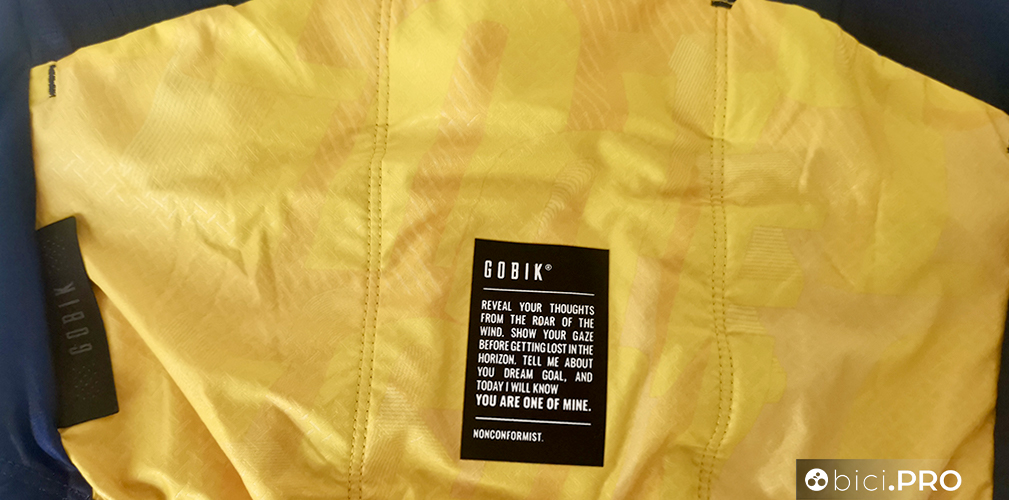 GOBIK®
REVEAL YOUR THOUGHTS
FROM THE ROAR OF THE
WIND. SHOW YOUR GAZE
BEFORE GETTING LOST IN THE
HORIZON. TELL ME ABOUT
YOU DREAM GOAL, AND
TODAY I WILL KNOW
YOU ARE ONE OF MINE.
NONCONFORMIST.
GOBIK
bici.PRO